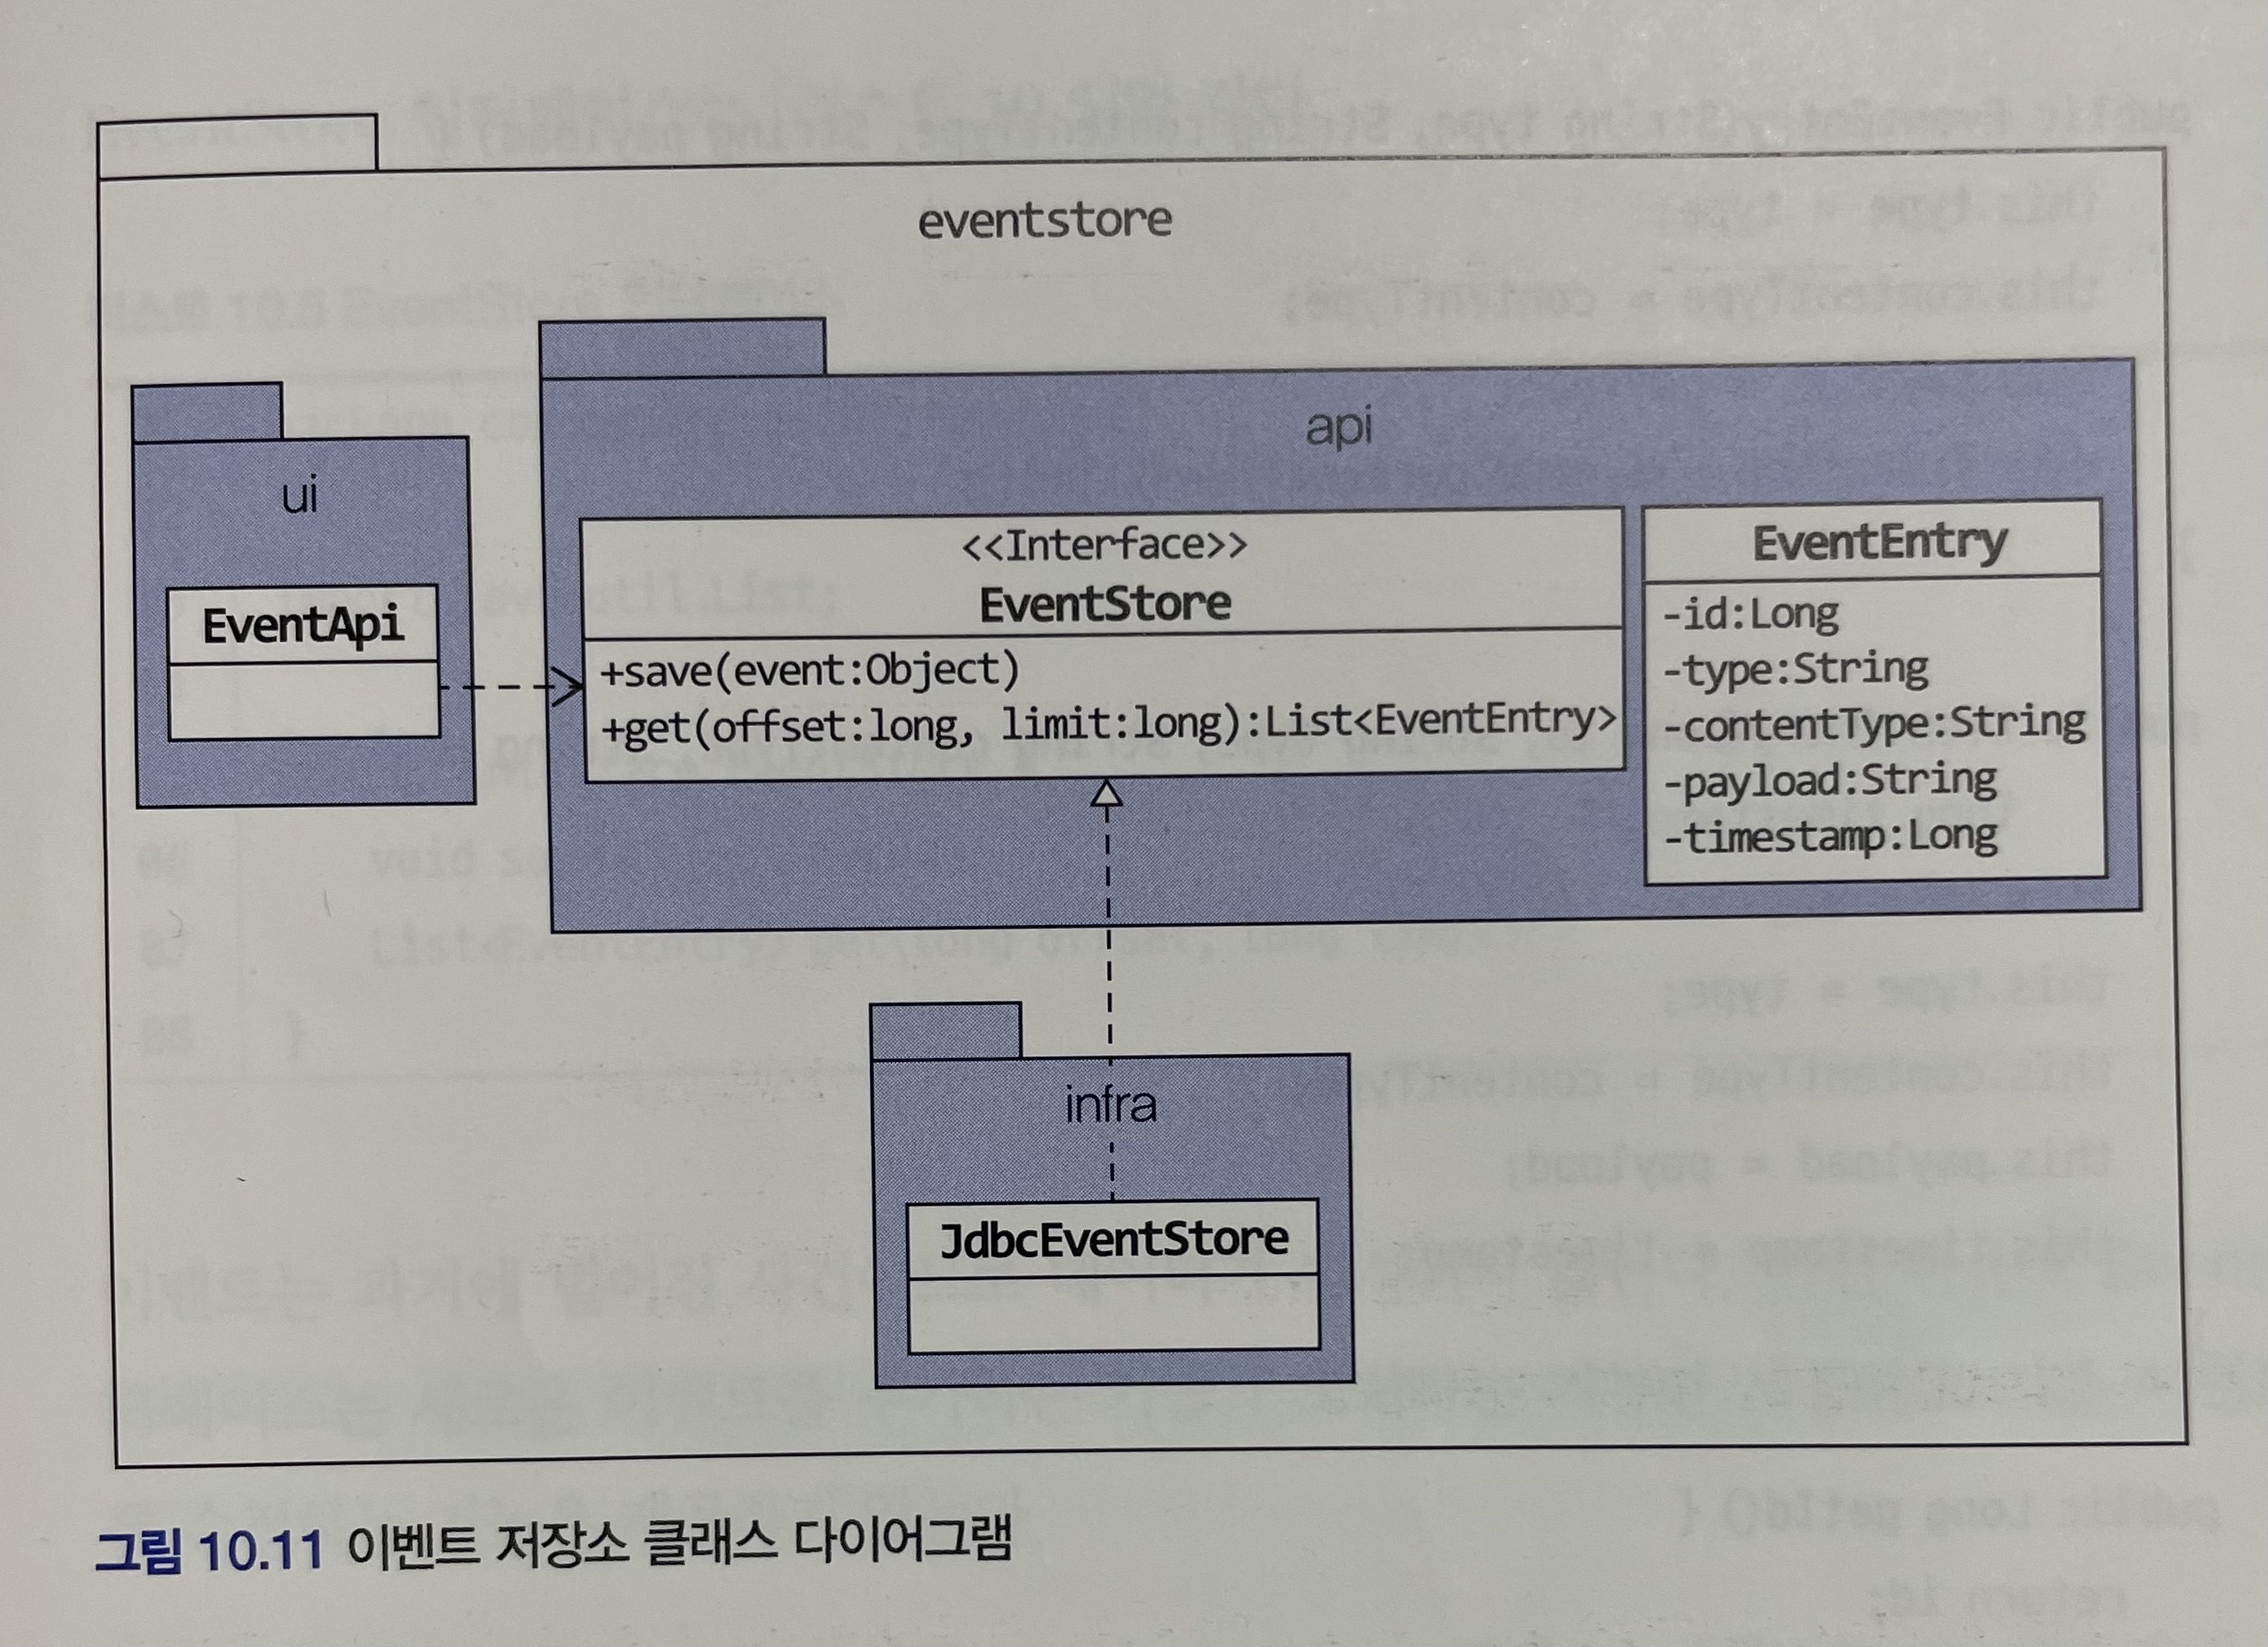 eventstore
ui
EventApi
api
<<Interface>>
EventStore
+save(event:Object)
+get(offset:long, limit:long):List<EventEntry>
EventEntry
-id:Long
-type:String
-contentType:String
-payload:String
-timestamp:Long
infra
JdbcEventStore
그림 10.11 이벤트 저장소 클래스 다이어그램